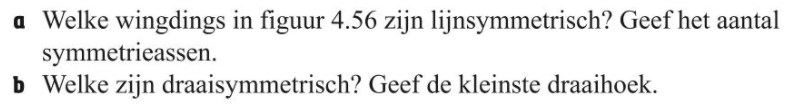 a Welke wingdings in figuur 4.56 zijn lijnsymmetrisch? Geef het aantal
symmetrieassen.
b Welke zijn draaisymmetrisch? Geef de kleinste draaihoek.